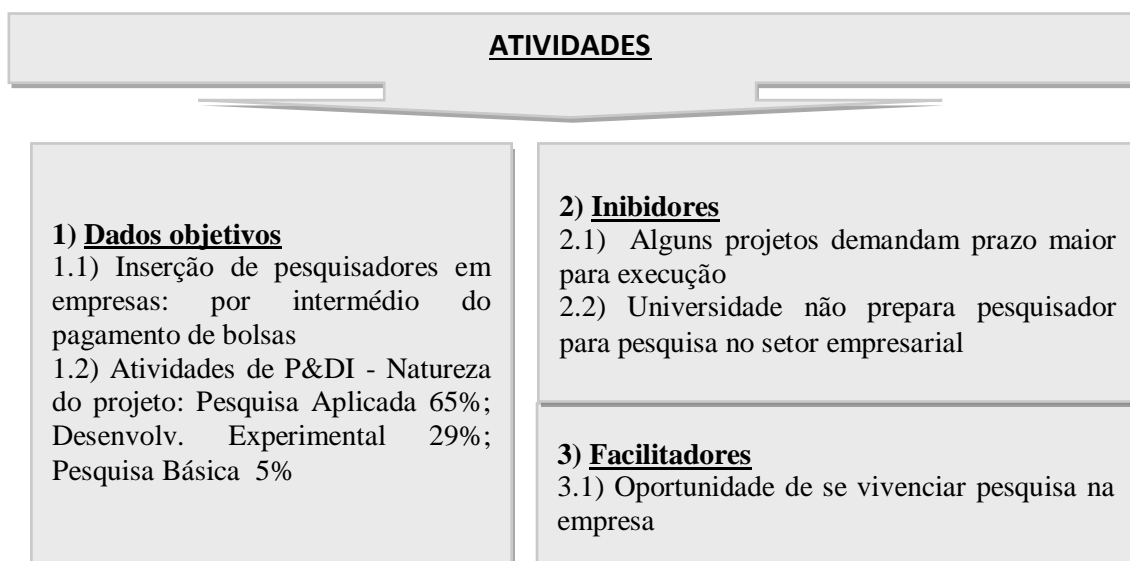 ATIVIDADES
1) Dados objetivos
1.1) Inserção de pesquisadores em
empresas: por intermédio do
pagamento de bolsas
1.2) Atividades de P&DI - Natureza
do projeto: Pesquisa Aplicada 65%;
Desenvolv. Experimental 29%;
Pesquisa Básica 5%
2) Inibidores
2.1) Alguns projetos demandam prazo maior
para execução
2.2) Universidade não prepara pesquisador
para pesquisa no setor empresarial
3) Facilitadores
3.1) Oportunidade de se vivenciar pesquisa na
empresa